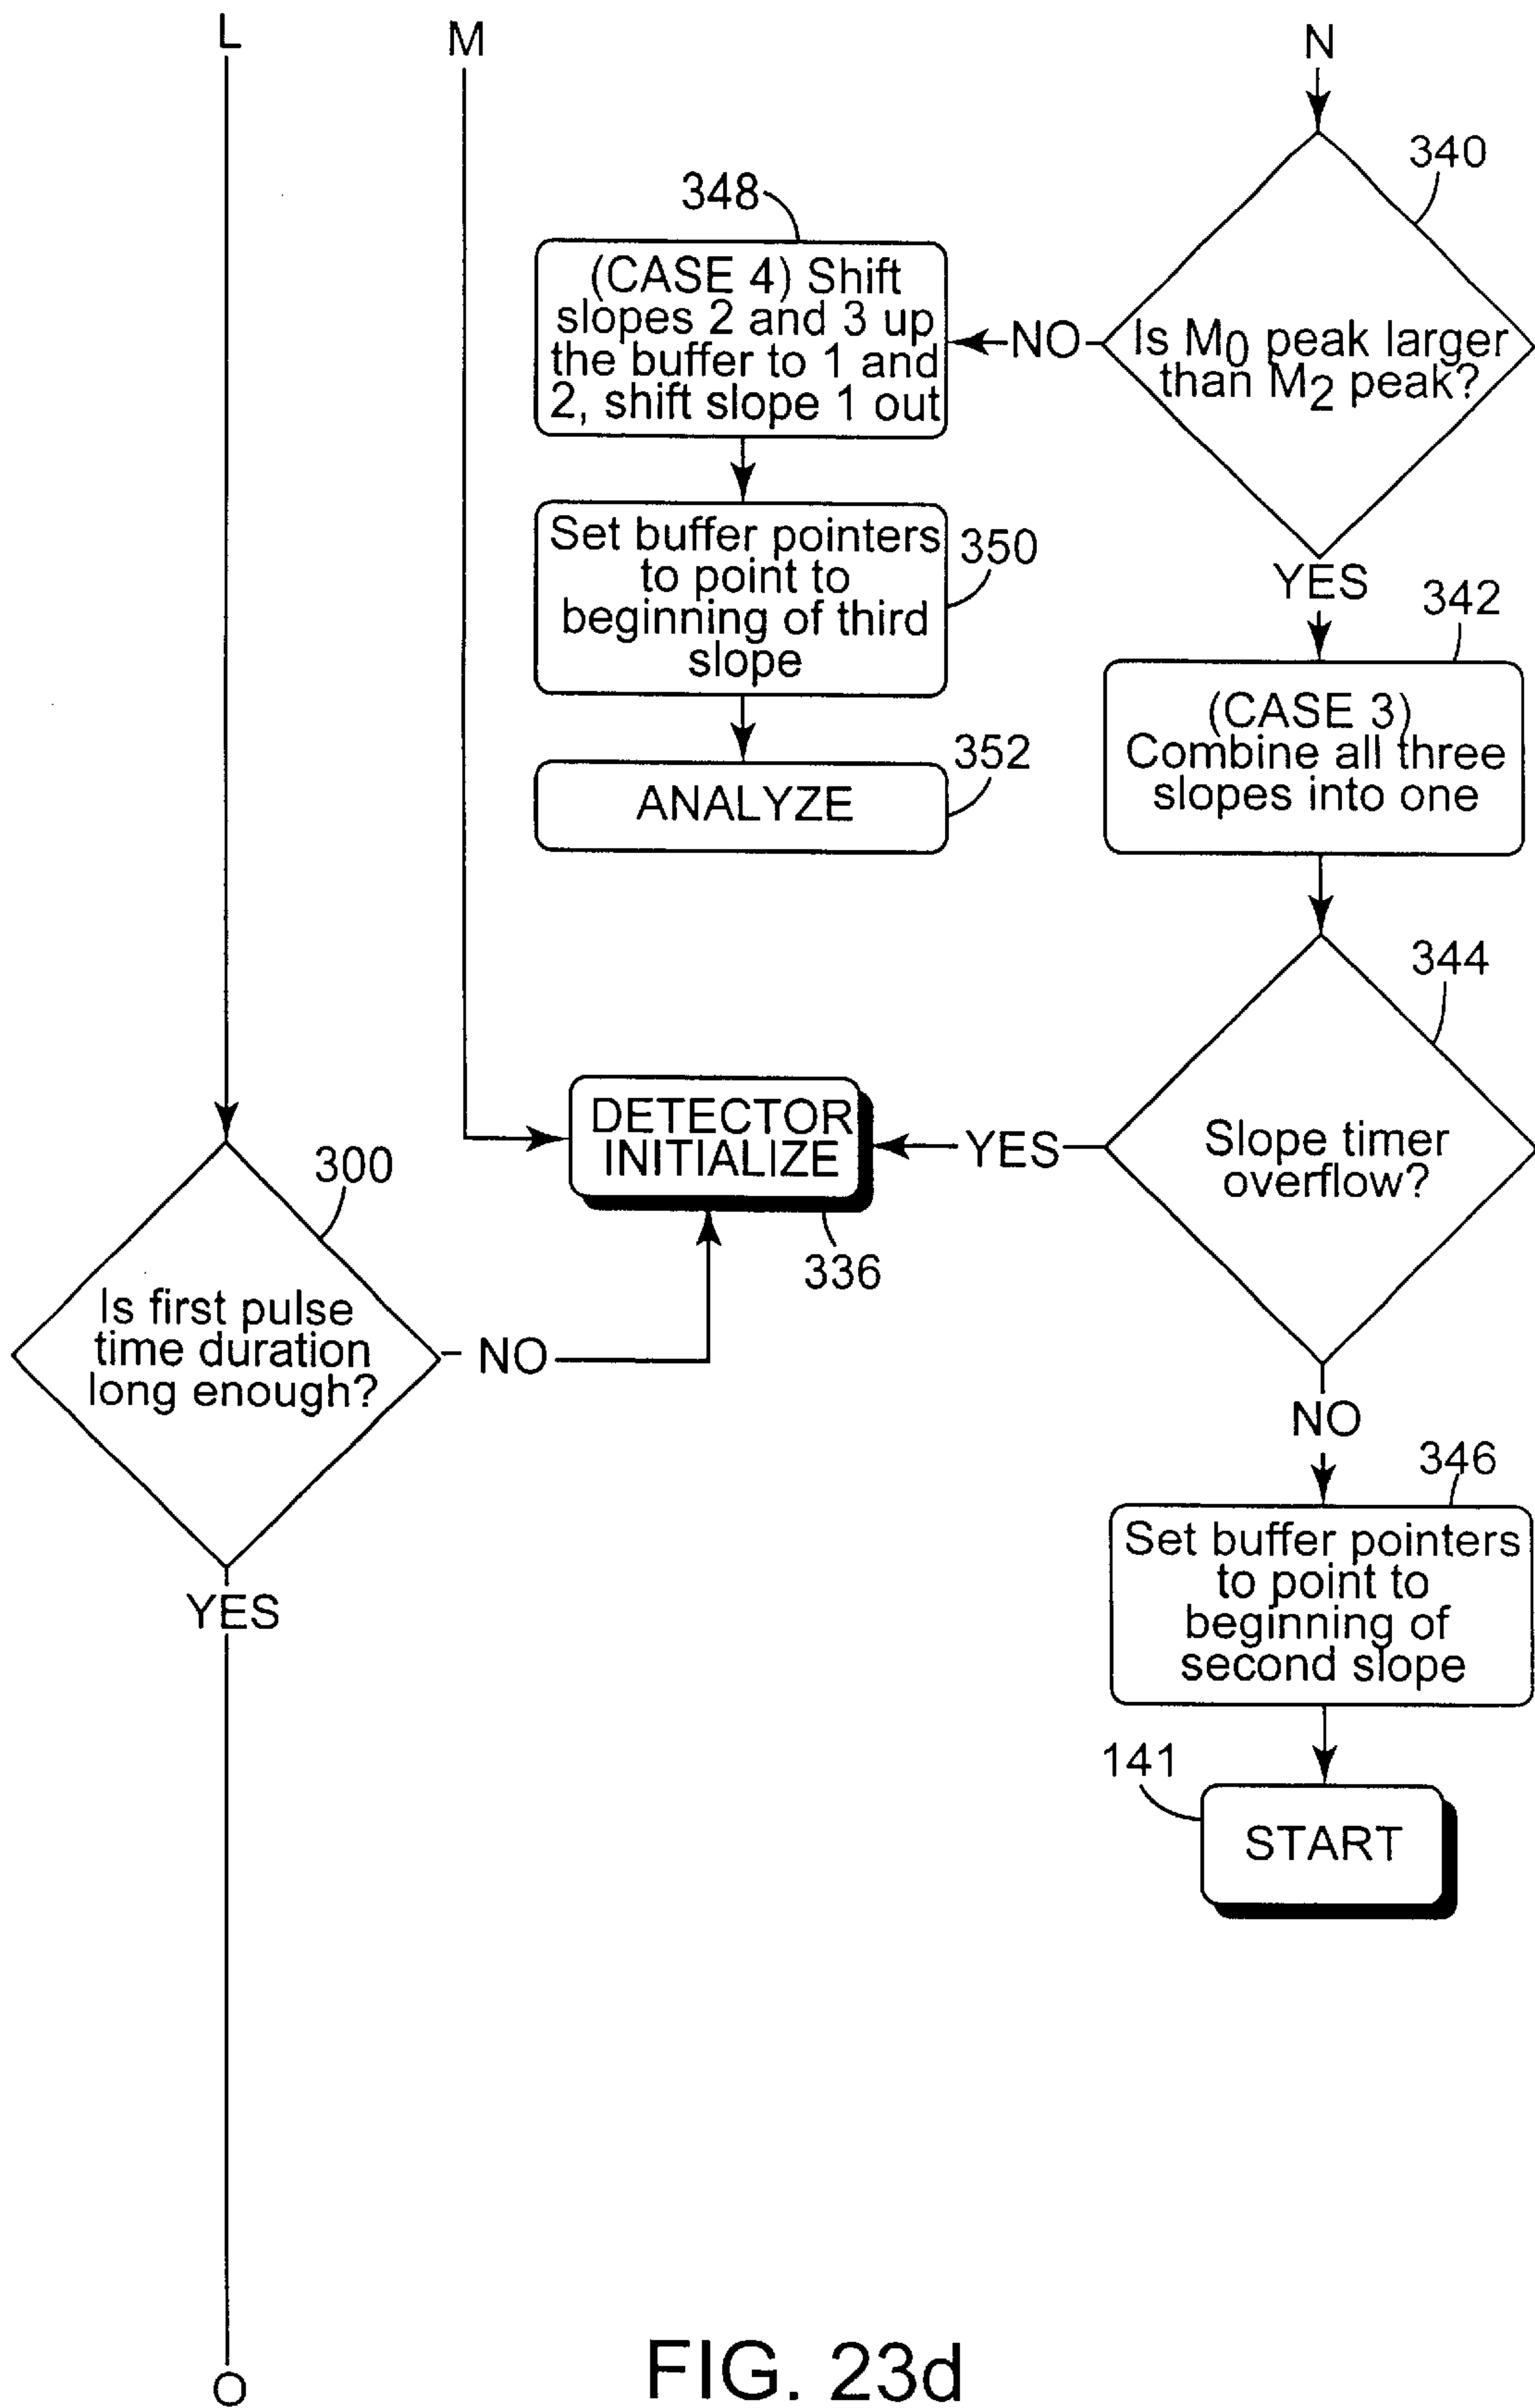 L
M
N
340
348
(CASE 4) Shift
slopes 2 and 3 up
the buffer to 1 and
2, shift slope 1 out
NO
Is M0 peak larger
than M2 peak?
Set buffer pointers
to point to
beginning of third
slope
350
YES
342
(CASE 3)
Combine all three
slopes into one
ANALYZE
352
344
DETECTOR
INITIALIZE
YES
Slope timer
overflow?
336
300
Is first pulse
time duration
long enough?
NO
NO
346
Set buffer pointers
to point to
beginning of
second slope
YES
141
START
O
FIG. 23d